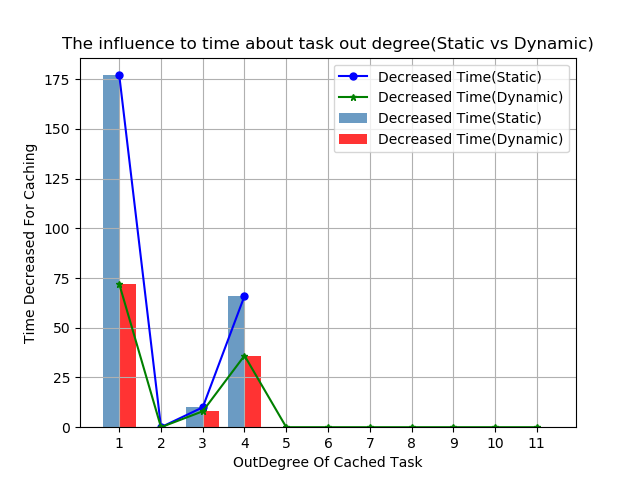 The influence to time about task out degree(Static vs Dynamic)
Decreased Time(Static)
Decreased Time(Dynamic)
Decreased Time(Static)
Decreased Time(Dynamic)
Time Decreased For Caching
175
150
125
100
75
50
25
0
1 2 3 4 5 6 7 8 9 10 11
OutDegree Of Cached Task